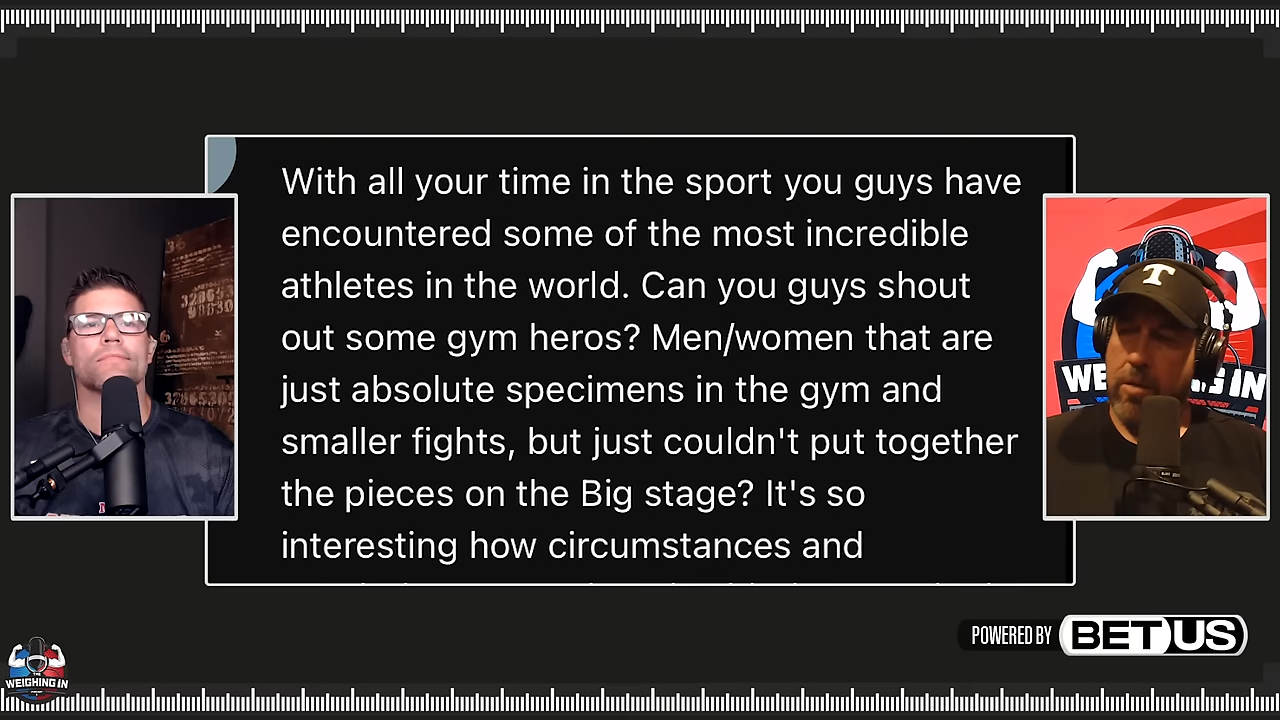 With all your time in the sport you guys have
encountered some of the most incredible
athletes in the world. Can you guys shout
out some gym heros? Men/women that are
just absolute specimens in the gym and
smaller fights, but just couldn't put together
the pieces on the Big stage? It's so
interesting how circumstances and
T
POWERED BY BETUS
THE
WEIGHING IN
PODCAST